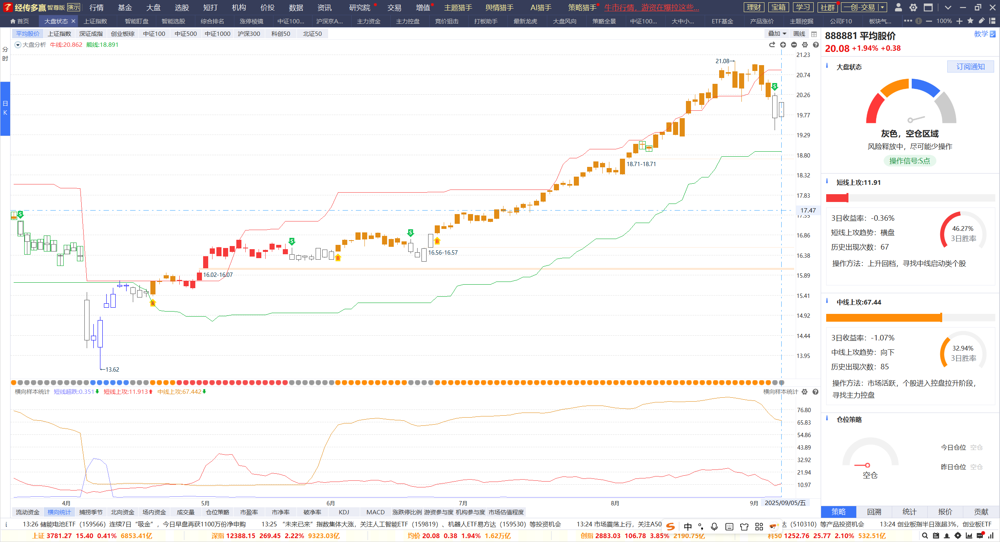 经传多赢 智尊版 演示 行情 基金 大盘 选股 短打 机构 价投 数据 资讯 研究院 交易 增值 主题猎手 舆情猎手 AI猎手 策略猎手 牛市行情，游资在爆拉这些... 理财 宝箱 学习 社群 一创-交易
首页 大盘状态 上证指数 智能盯盘 智能选股 综合排名 涨停棱镜 中证100... 沪深京A... 主力资金 主力控盘 竞价狙击 打板助手 最新龙虎 大盘风向 策略全景 中证100... 大中小... ETF基金 产品涨价 主题挖掘 公司F10 板块气... 100%
平均股价 上证指数 深证成指 创业板综 中证100 中证500 中证1000 沪深300 科创50 北证50 叠加 画线
大盘分析 牛线:20.862 熊线:18.891
分时
日K
21.23
20.74
20.26
19.77
19.29
18.80
18.32
17.83
17.47
17.35
16.86
16.38
15.89
15.41
14.92
14.44
13.95
21.08→
18.71-18.71
16.56-16.57
16.02-16.07
←13.62
S
S
S
S
B
B
B
横向样本统计 短线超跌:0.351 短线上攻:11.913 中线上攻:67.442 横向样本统计
76.80
65.83
54.86
43.89
32.92
21.94
10.97
4月 5月 6月 7月 8月 9月 2025/09/05/五
流动资金 横向统计 捕捞季节 北向资金 场内资金 成交量 仓位策略 市盈率 市净率 破净率 KDJ MACD 涨跌停比例 游资参与度 机构参与度 市场估值程度
888881 平均股价 教学
20.08 +1.94% +0.38
大盘状态 订阅通知
灰色，空仓区域
风险释放中，尽可能少操作
操作信号:S点
短线上攻:11.91
3日收益率：-0.36%
短线上攻趋势：横盘
历史出现次数：67
46.27%
3日胜率
操作方法：上升回档，寻找中线启动类个股
中线上攻:67.44
3日收益率：-1.07%
中线上攻趋势：向下
历史出现次数：85
32.94%
3日胜率
操作方法：市场活跃，个股进入控盘拉升阶段，
寻找主力控盘
仓位策略
今日仓位 空仓
昨日仓位 空仓
空仓
策略 回溯 统计 报价 贡献
13:26 储能电池ETF（159566）连续7日“吸金”，今日早盘再获1100万份净申购 13:25 “未来已来”指数集体大涨，关注人工智能ETF（159819）、机器人ETF易方达（159530）等投资机会 13:24 市场震荡上行，关注A50 达（510310）等产品投资机会 13:24 创业板指半日涨超3%，创业板ETF
中
上证 3781.27 15.40 0.41% 6853.41亿 深指 12388.15 269.45 2.22% 9323.03亿 均价 20.08 0.38 1.94% 1.62万亿 创指 2883.03 106.78 3.85% 2190.75亿 科50 1252.76 25.77 2.10% 532.51亿